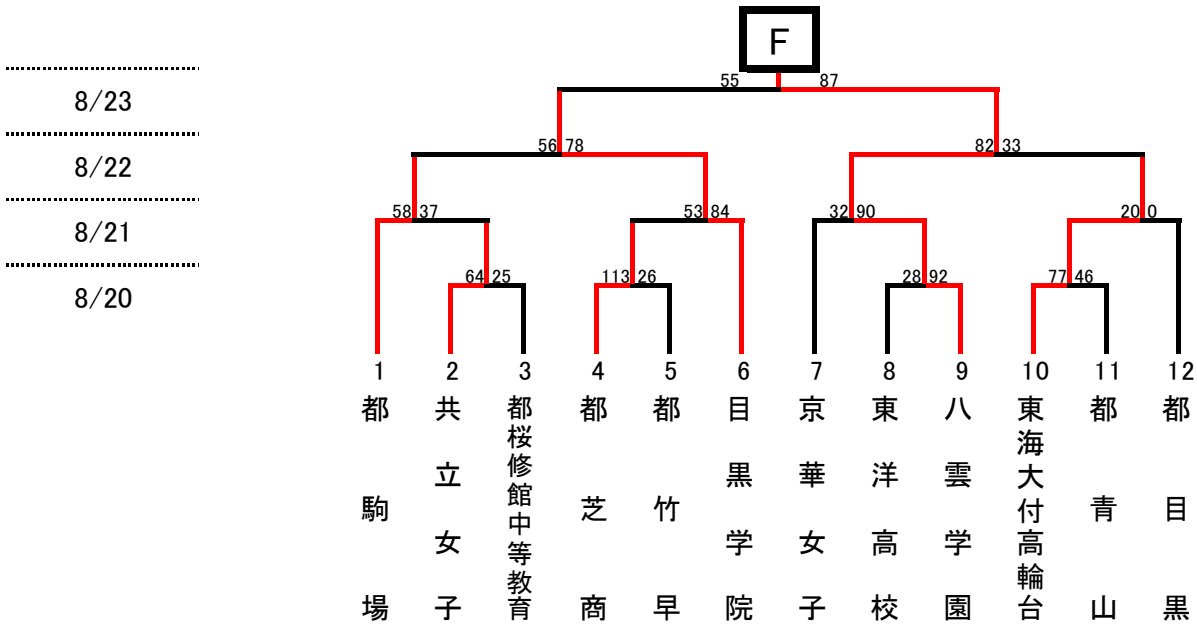 F
55 87
8/23
56 78 82 33
8/22
58 37 53 84 32 90 20 0
8/21
64 25 113 26 28 92 77 46
8/20
1 2 3 4 5 6 7 8 9 10 11 12
都駒場
共立女子
都桜修館中等教育
都芝商
都竹早
目黒学院
京華女子
東洋高校
八雲学園
東海大付高輪台
都青山
都目黒